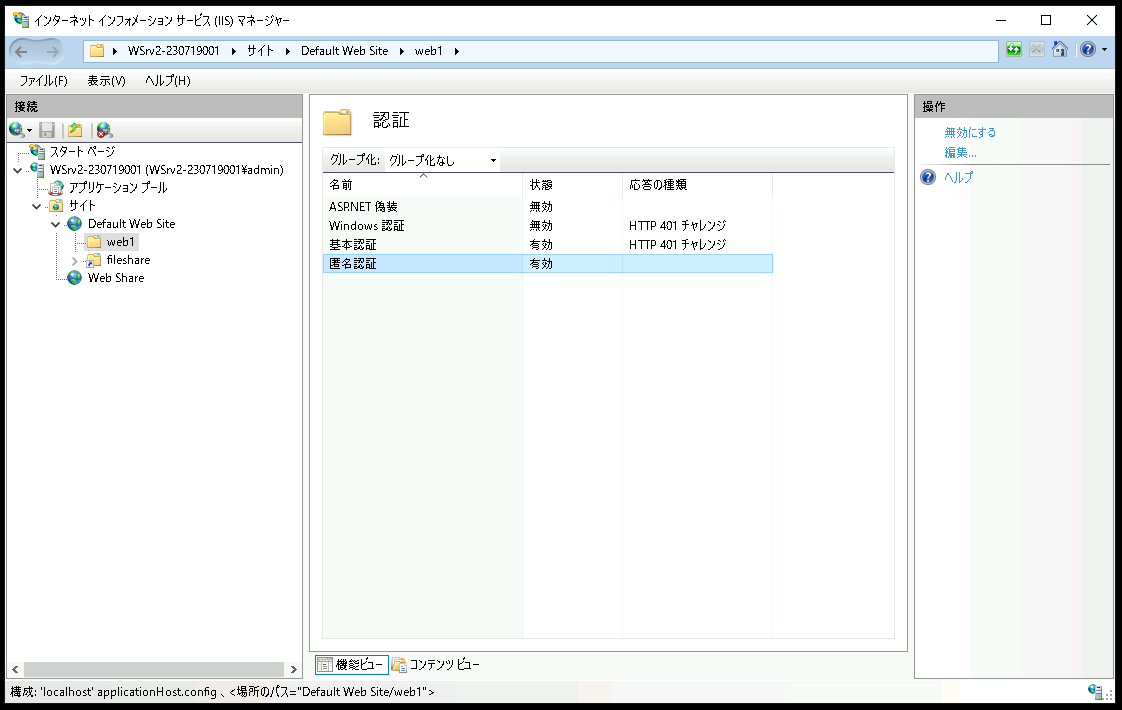 インターネット インフォメーション サービス (IIS) マネージャー
WSrv2-230719001 サイト Default Web Site web1
ファイル(F) 表示(V) ヘルプ(H)
接続
スタート ページ
WSrv2-230719001 (WSrv2-230719001¥admin)
アプリケーション プール
サイト
Default Web Site
web1
fileshare
Web Share
認証
グループ化: グループ化なし
名前 状態 応答の種類
ASP.NET 偽装 無効
Windows 認証 無効 HTTP 401 チャレンジ
基本認証 有効 HTTP 401 チャレンジ
匿名認証 有効
機能ビュー コンテンツ ビュー
操作
無効にする
編集...
ヘルプ
構成: 'localhost' applicationHost.config 、<場所のパス="Default Web Site/web1">